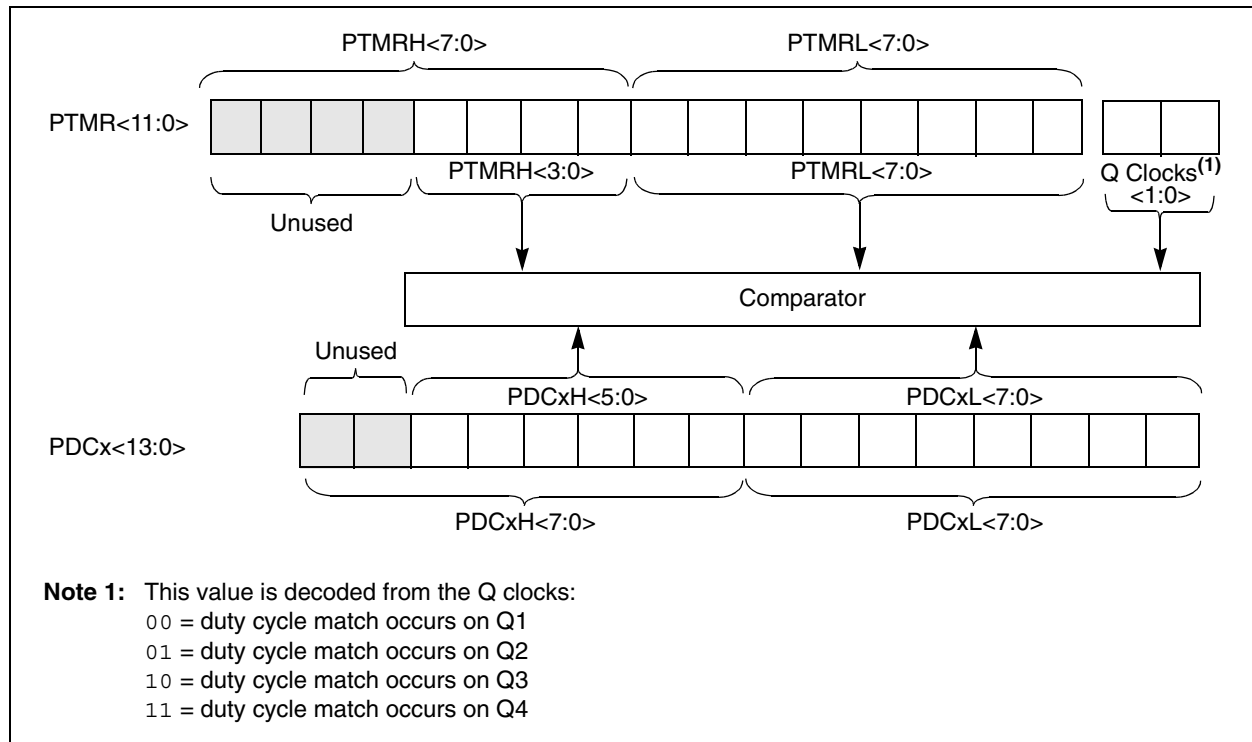 PTMRH<7:0> PTMRL<7:0>
PTMR<11:0>
PTMRH<3:0> PTMRL<7:0> Q Clocks(1)
<1:0>
Unused
Comparator
Unused
PDCxH<5:0> PDCxL<7:0>
PDCx<13:0>
PDCxH<7:0> PDCxL<7:0>
Note 1: This value is decoded from the Q clocks:
00 = duty cycle match occurs on Q1
01 = duty cycle match occurs on Q2
10 = duty cycle match occurs on Q3
11 = duty cycle match occurs on Q4